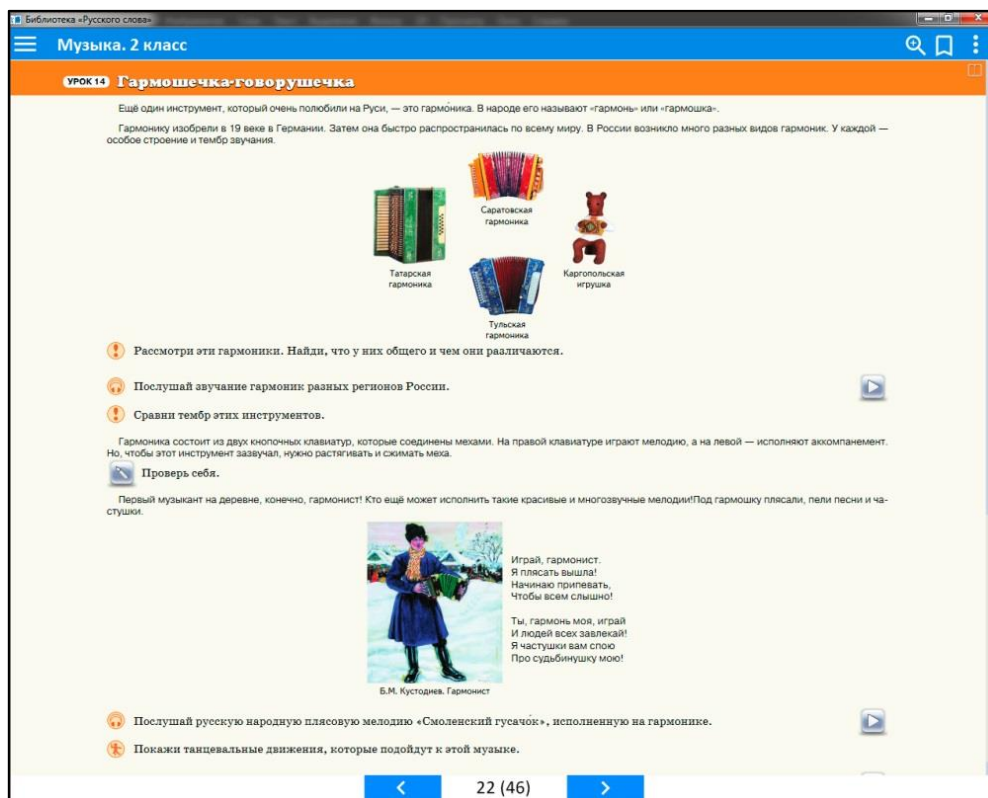 Библиотека «Русского слова»
Музыка. 2 класс
УРОК 14 Гармошечка-говорушечка
Ещё один инструмент, который очень полюбили на Руси, — это гармо́ника. В народе его называют «гармонь» или «гармошка».
Гармонику изобрели в 19 веке в Германии. Затем она быстро распространилась по всему миру. В России возникло много разных видов гармоник. У каждой —
особое строение и тембр звучания.
Саратовская
гармоника
Татарская
гармоника
Каргопольская
игрушка
Тульская
гармоника
Рассмотри эти гармоники. Найди, что у них общего и чем они различаются.
Послушай звучание гармоник разных регионов России.
Сравни тембр этих инструментов.
Гармоника состоит из двух кнопочных клавиатур, которые соединены мехами. На правой клавиатуре играют мелодию, а на левой — исполняют аккомпанемент.
Но, чтобы этот инструмент зазвучал, нужно растягивать и сжимать меха.
Проверь себя.
Первый музыкант на деревне, конечно, гармонист! Кто ещё может исполнить такие красивые и многозвучные мелодии!Под гармошку плясали, пели песни и ча-
стушки.
Играй, гармонист.
Я плясать вышла!
Начинаю припевать,
Чтобы всем слышно!
Ты, гармонь моя, играй
И людей всех завлекай!
Я частушки вам спою
Про судьбинушку мою!
Б.М. Кустодиев. Гармонист
Послушай русскую народную плясовую мелодию «Смоленский гусачо́к», исполненную на гармонике.
Покажи танцевальные движения, которые подойдут к этой музыке.
22 (46)